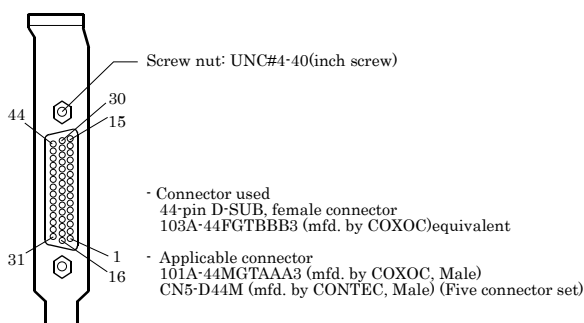 Screw nut: UNC#4-40(inch screw)
30
44
15
- Connector used
44-pin D-SUB, female connector
103A-44FGTBBB3 (mfd. by COXOC)equivalent
31
1
16
- Applicable connector
101A-44MGTAAA3 (mfd. by COXOC, Male)
CN5-D44M (mfd. by CONTEC, Male) (Five connector set)